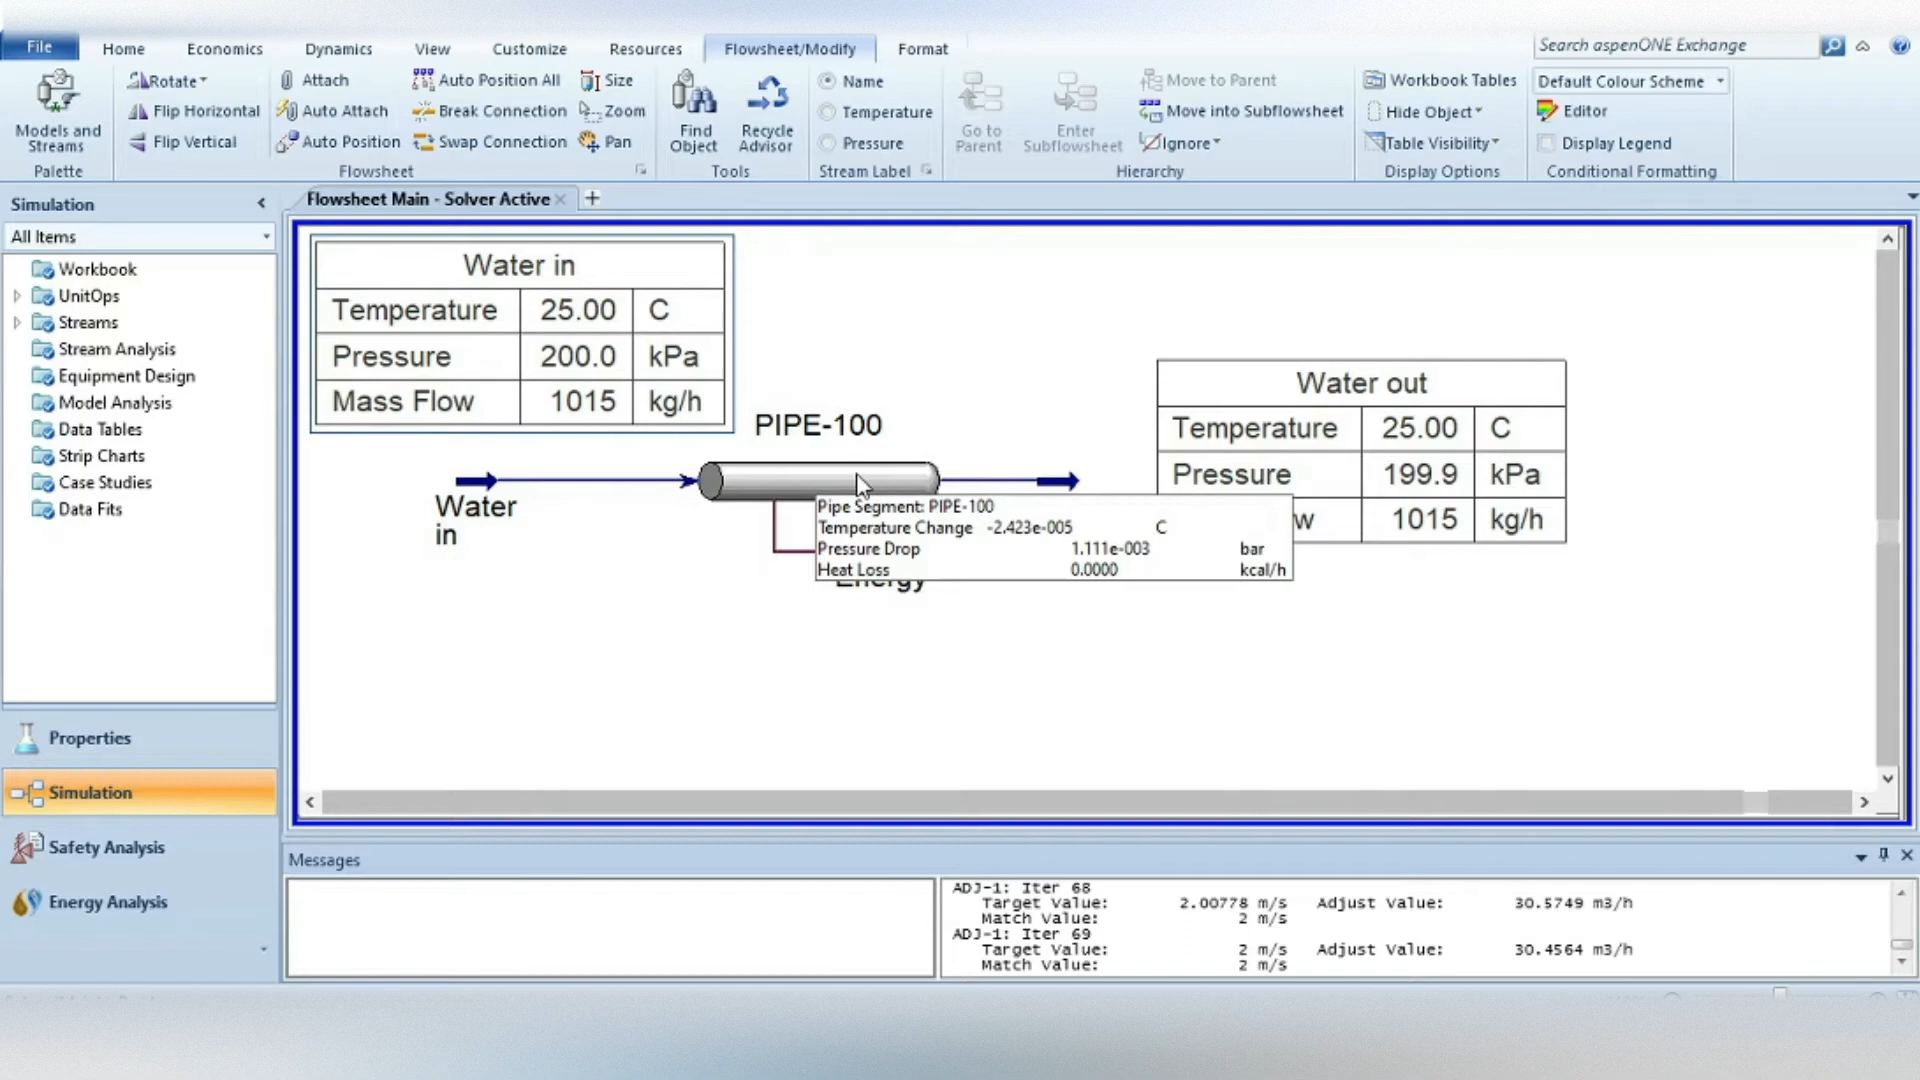 File Home Economics Dynamics View Customize Resources Flowsheet/Modify Format Search aspenONE Exchange
Models and Streams
Palette
Rotate
Flip Horizontal
Flip Vertical
Attach
Auto Attach
Auto Position
Auto Position All
Break Connection
Swap Connection
Size
Zoom
Pan
Flowsheet
Find Object
Recycle Advisor
Tools
Name
Temperature
Pressure
Stream Label
Go to Parent
Enter Subflowsheet
Move to Parent
Move into Subflowsheet
Ignore
Hierarchy
Workbook Tables
Hide Object
Table Visibility
Display Options
Default Colour Scheme
Editor
Display Legend
Conditional Formatting
Simulation
All Items
Workbook
UnitOps
Streams
Stream Analysis
Equipment Design
Model Analysis
Data Tables
Strip Charts
Case Studies
Data Fits
Properties
Simulation
Safety Analysis
Energy Analysis
Flowsheet Main - Solver Active
Water in
Temperature 25.00 C
Pressure 200.0 kPa
Mass Flow 1015 kg/h
PIPE-100
Water
in
Water out
Temperature 25.00 C
Pressure 199.9 kPa
w 1015 kg/h
Pipe Segment: PIPE-100
Temperature Change -2.423e-005 C
Pressure Drop 1.111e-003 bar
Heat Loss 0.0000 kcal/h
Energy
Messages
ADJ-1: Iter 68
Target Value: 2.00778 m/s Adjust Value: 30.5749 m3/h
Match Value: 2 m/s
ADJ-1: Iter 69
Target Value: 2 m/s Adjust Value: 30.4564 m3/h
Match Value: 2 m/s